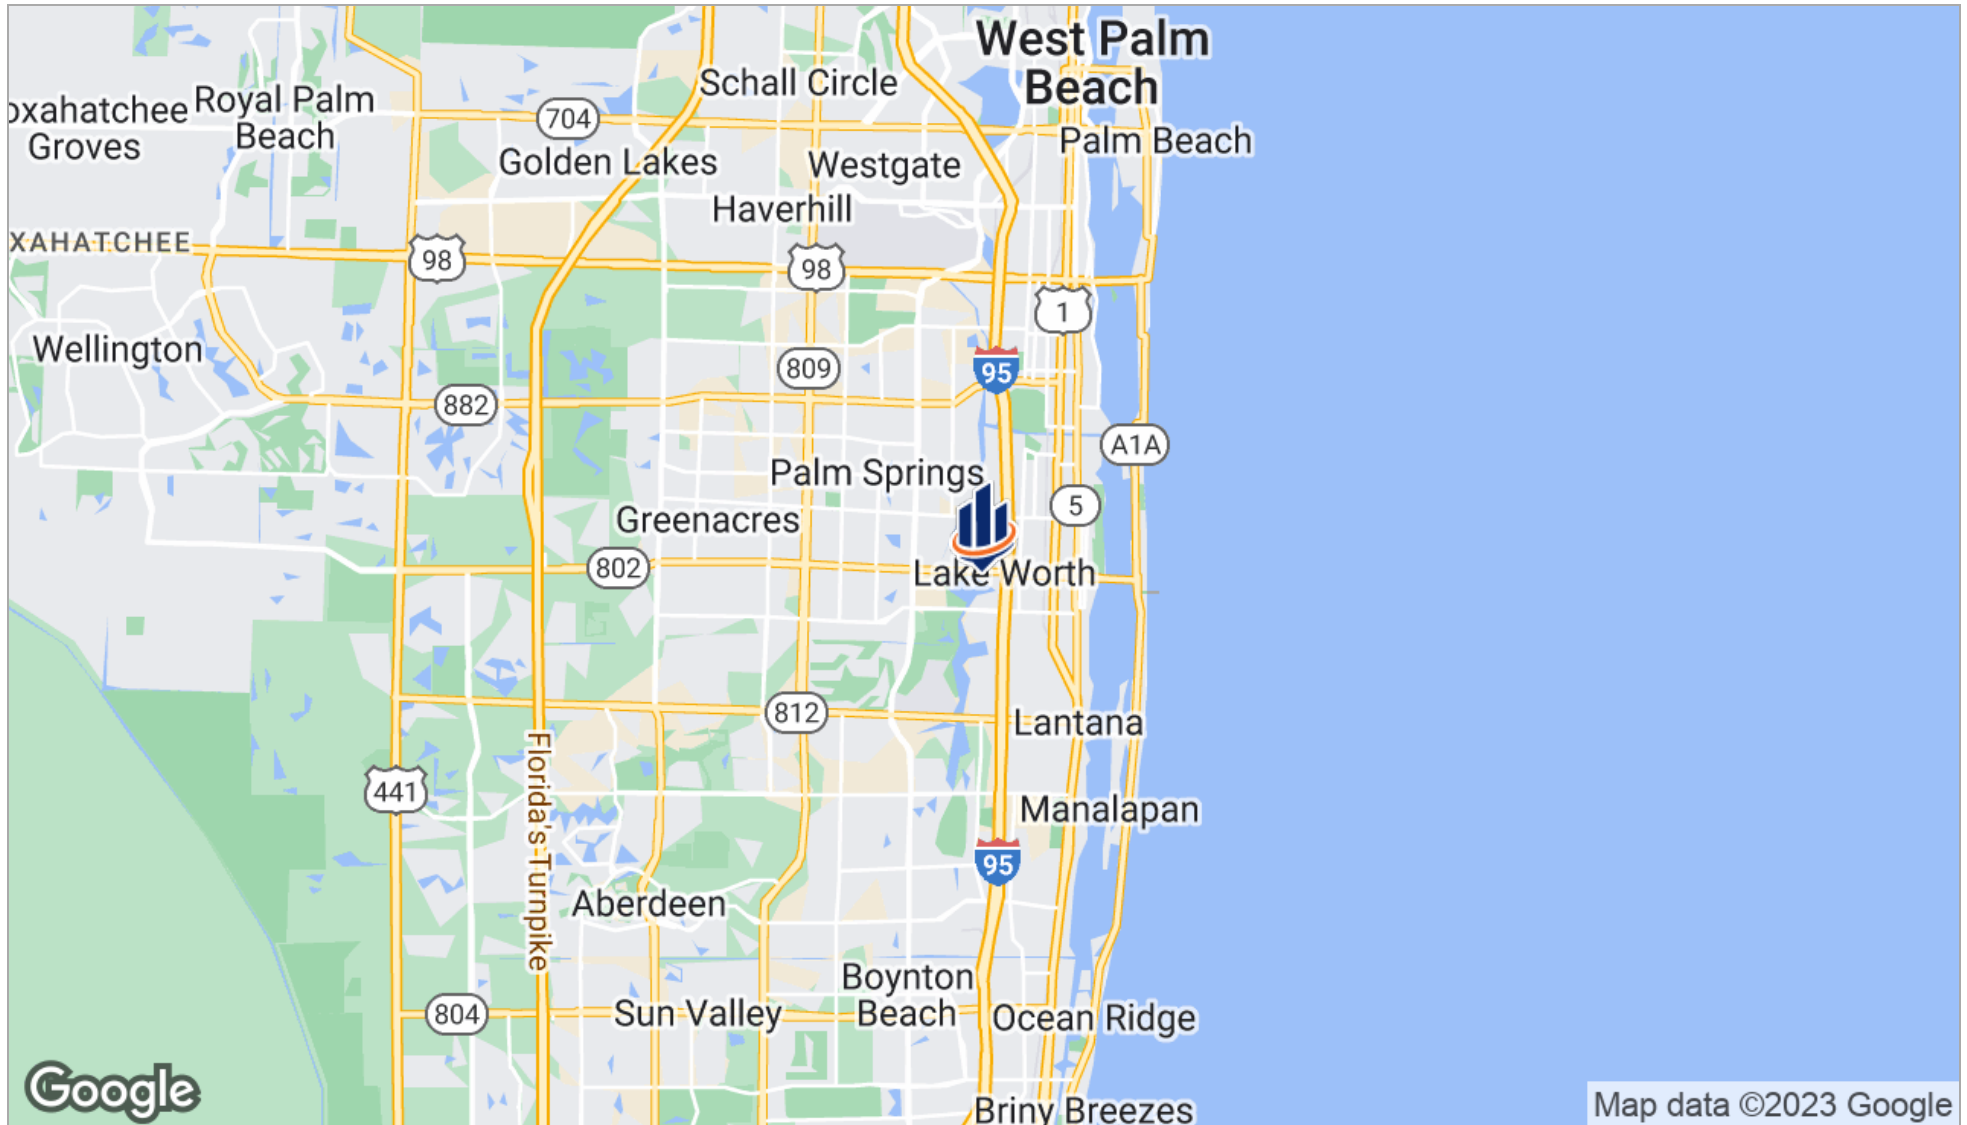 West Palm
Beach
Schall Circle
oxahatchee
Groves
Royal Palm
Beach
704
Palm Beach
Golden Lakes
Westgate
Haverhill
XAHATCHEE
98
98
1
Wellington
809
95
882
A1A
Palm Springs
5
Greenacres
802
Lake Worth
812
Lantana
441
Florida's Turnpike
Manalapan
95
Aberdeen
Boynton
Beach
804
Sun Valley
Ocean Ridge
Google
Briny Breezes
Map data ©2023 Google